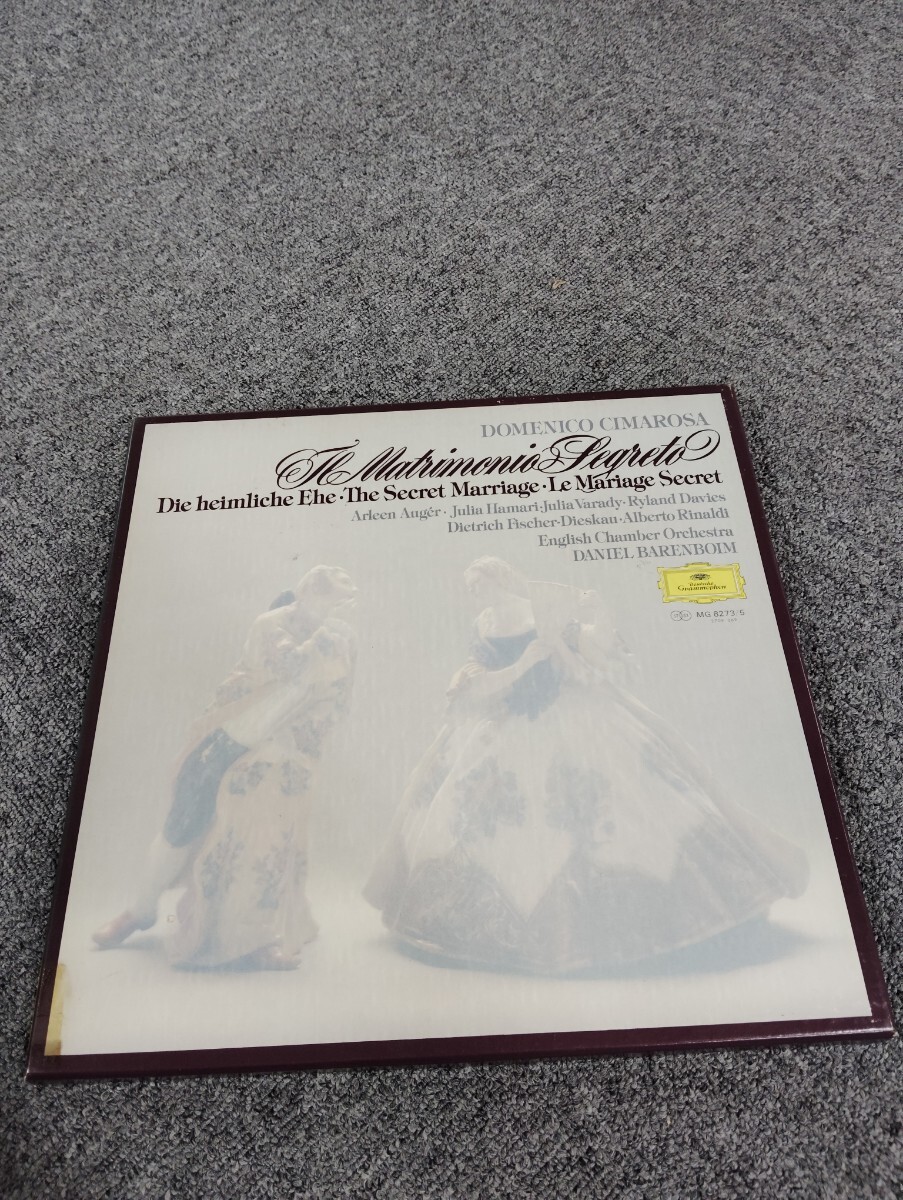 DOMENICO CIMAROSA
Il Matrimonio Segreto
Die heimliche Ehe·The Secret Marriage·Le Mariage Secret
Arleen Augér·Julia Hamari·Julia Varady·Ryland Davies
Dietrich Fischer-Dieskau·Alberto Rinaldi
English Chamber Orchestra
DANIEL BARENBOIM
Deutsche
Grammophon
MG 8273/5